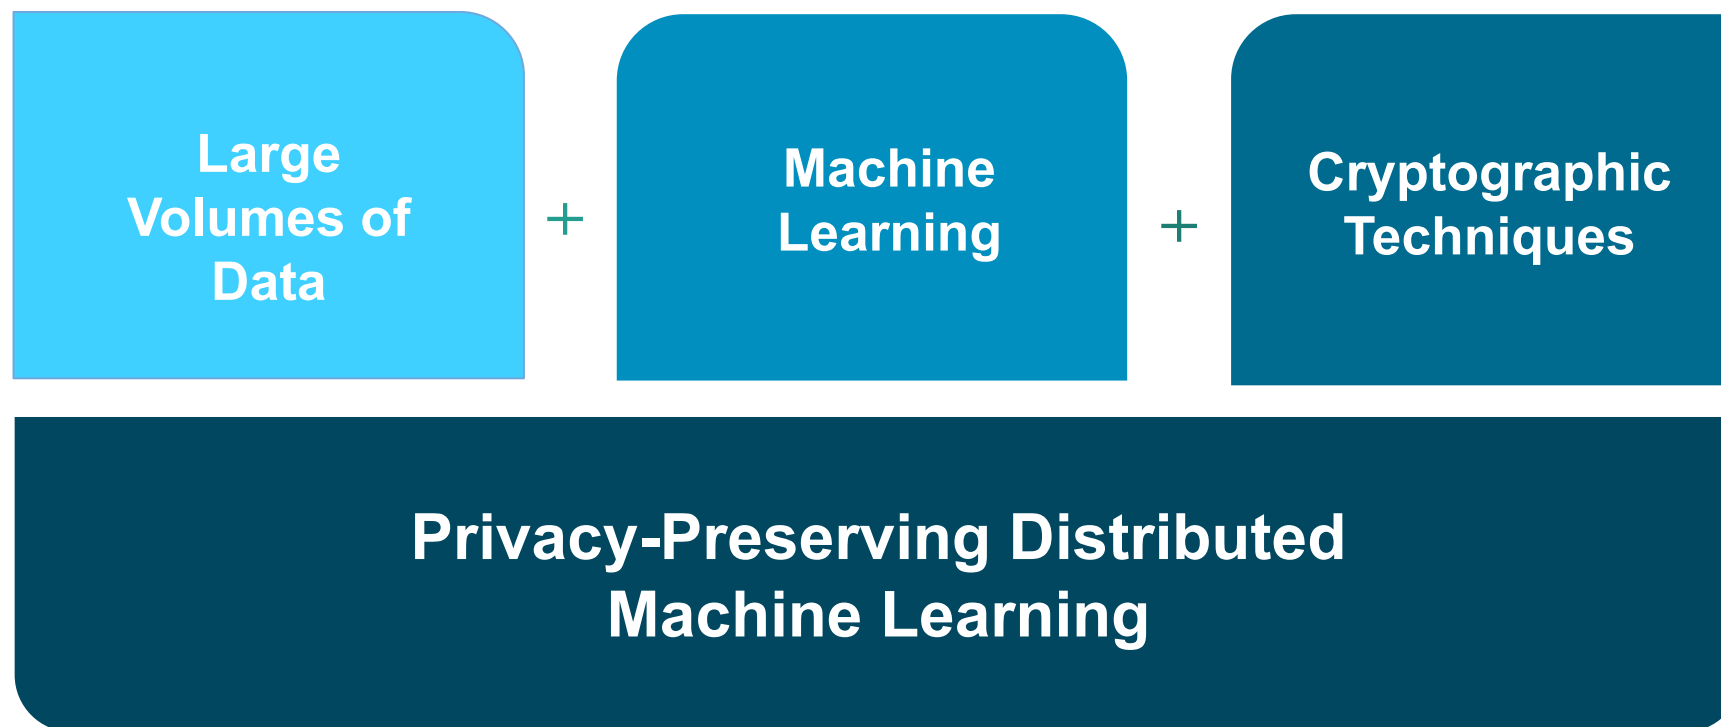 Large
Volumes of
Data
+
Machine
Learning
+
Cryptographic
Techniques
Privacy-Preserving Distributed
Machine Learning